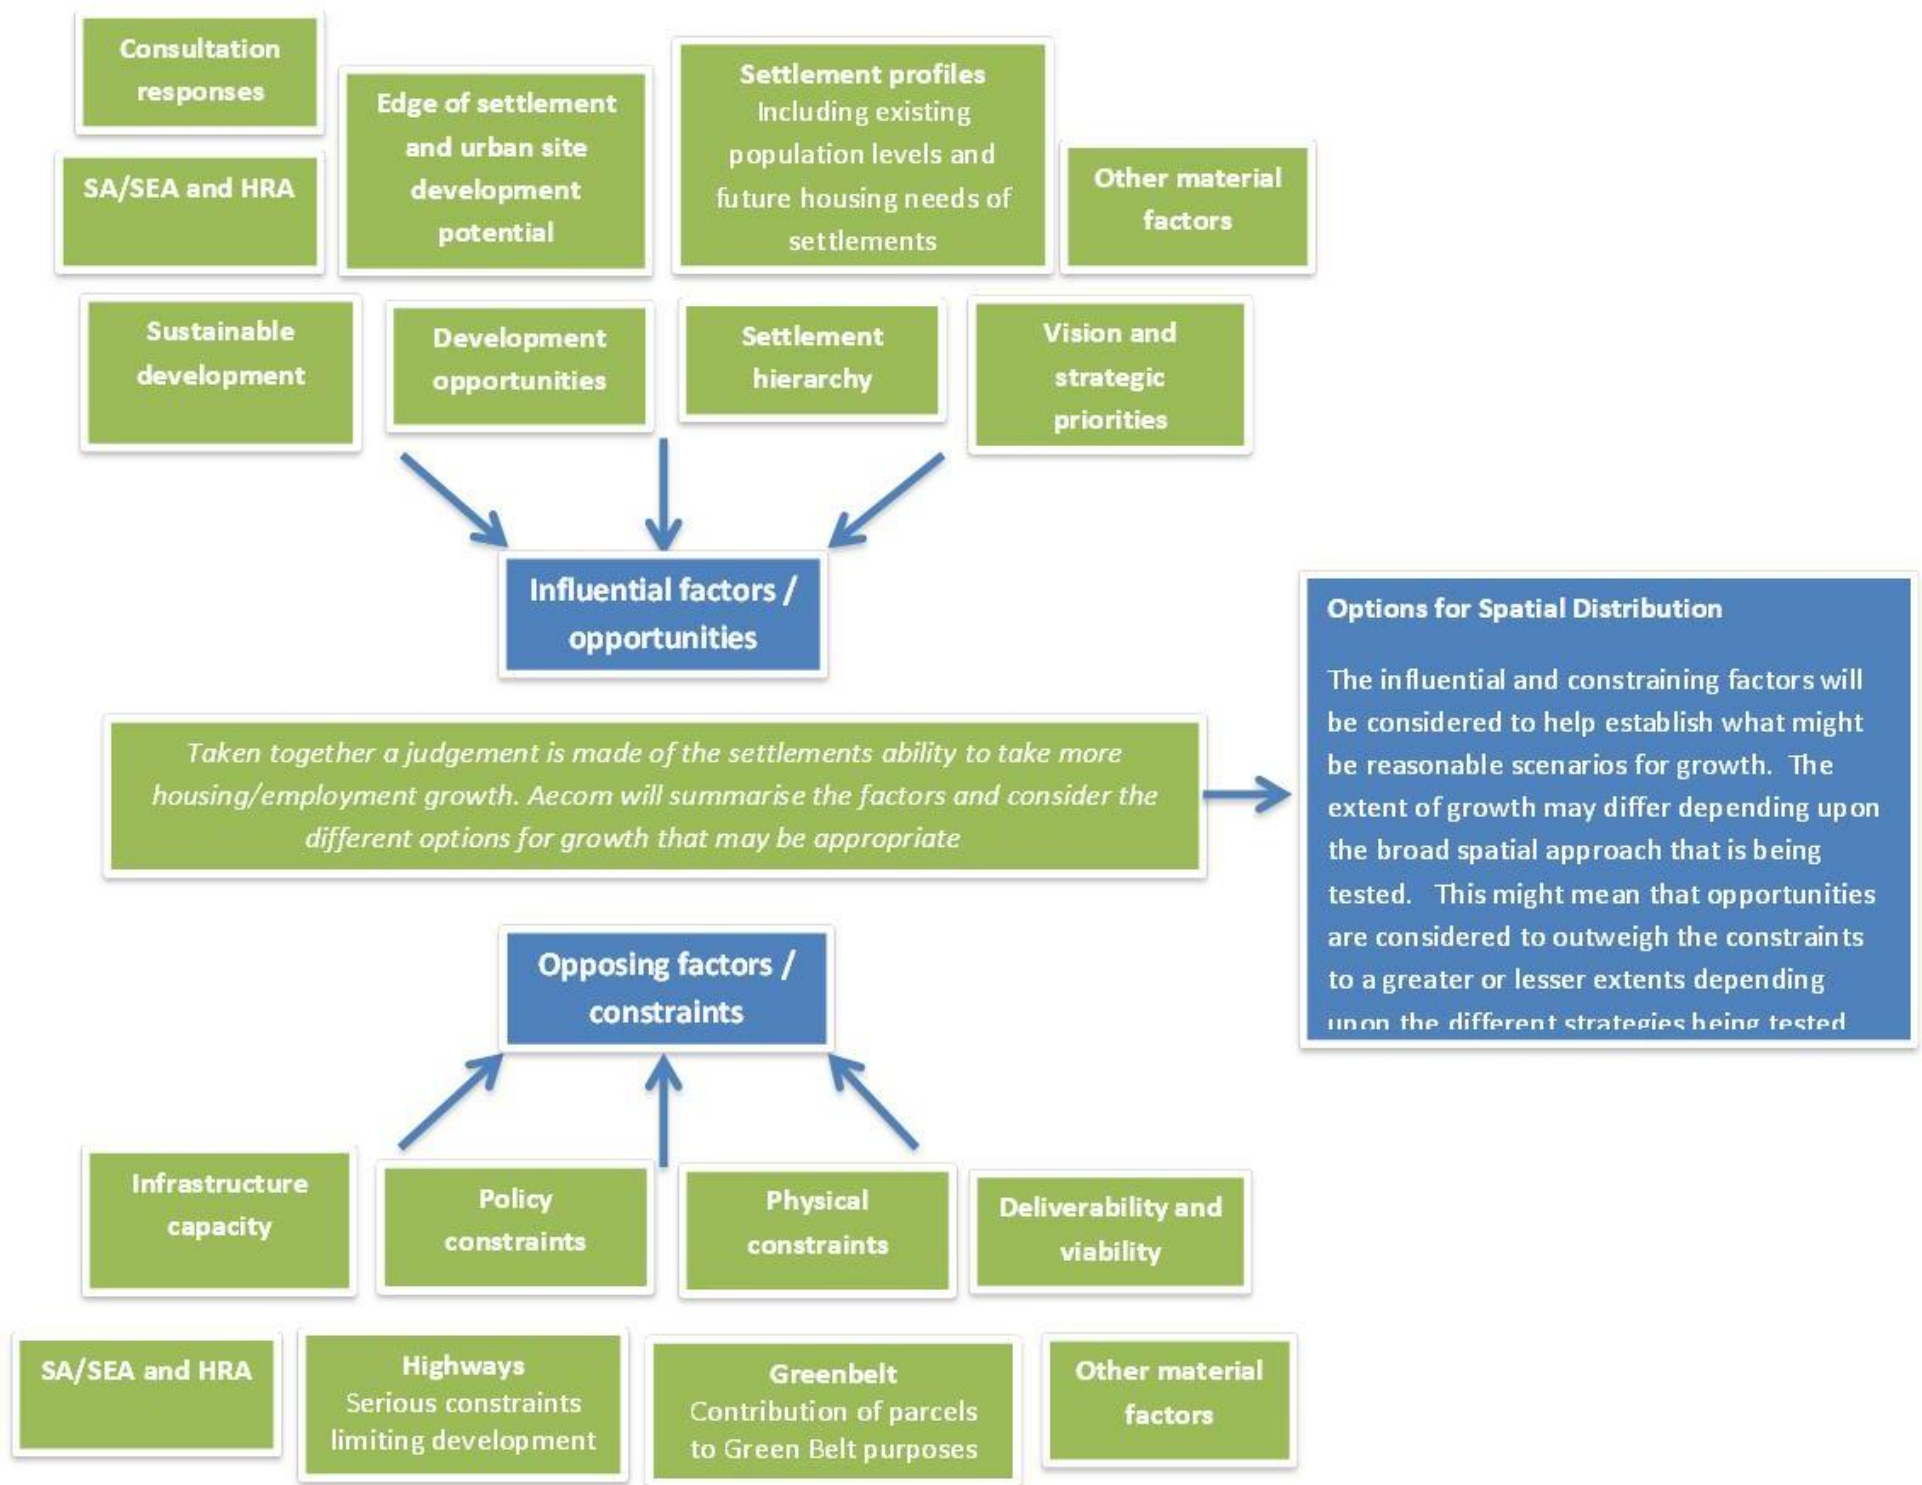 Consultation
responses
Edge of settlement
and urban site
development
potential
Settlement profiles
Including existing
population levels and
future housing needs of
settlements
SA/SEA and HRA
Other material
factors
Sustainable
development
Development
opportunities
Settlement
hierarchy
Vision and
strategic
priorities
Influential factors /
opportunities
Taken together a judgement is made of the settlements ability to take more
housing/employment growth. Aecom will summarise the factors and consider the
different options for growth that may be appropriate
Options for Spatial Distribution
The influential and constraining factors will
be considered to help establish what might
be reasonable scenarios for growth.  The
extent of growth may differ depending upon
the broad spatial approach that is being
tested.   This might mean that opportunities
are considered to outweigh the constraints
to a greater or lesser extents depending
upon the different strategies being tested
Opposing factors /
constraints
Infrastructure
capacity
Policy
constraints
Physical
constraints
Deliverability and
viability
SA/SEA and HRA
Highways
Serious constraints
limiting development
Greenbelt
Contribution of parcels
to Green Belt purposes
Other material
factors